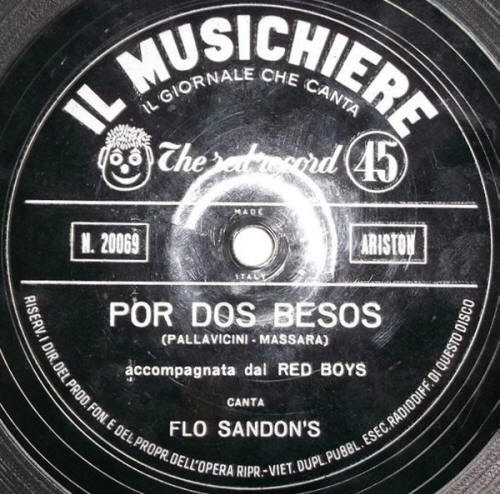 IL MUSICHIERE
IL GIORNALE CHE CANTA
The red record 45
MADE
N. 20069 ARISTON
ITALY
POR DOS BESOS
(PALLAVICINI - MASSARA)
accompagnata dai RED BOYS
CANTA
FLO SANDON'S
RISERV. I DIR. DEL PROD. FON. E DEL PROPR. DELL'OPERA RIPR.-VIET. DUPL. PUBBL. ESEC. RADIODIFF. DI QUESTO DISCO